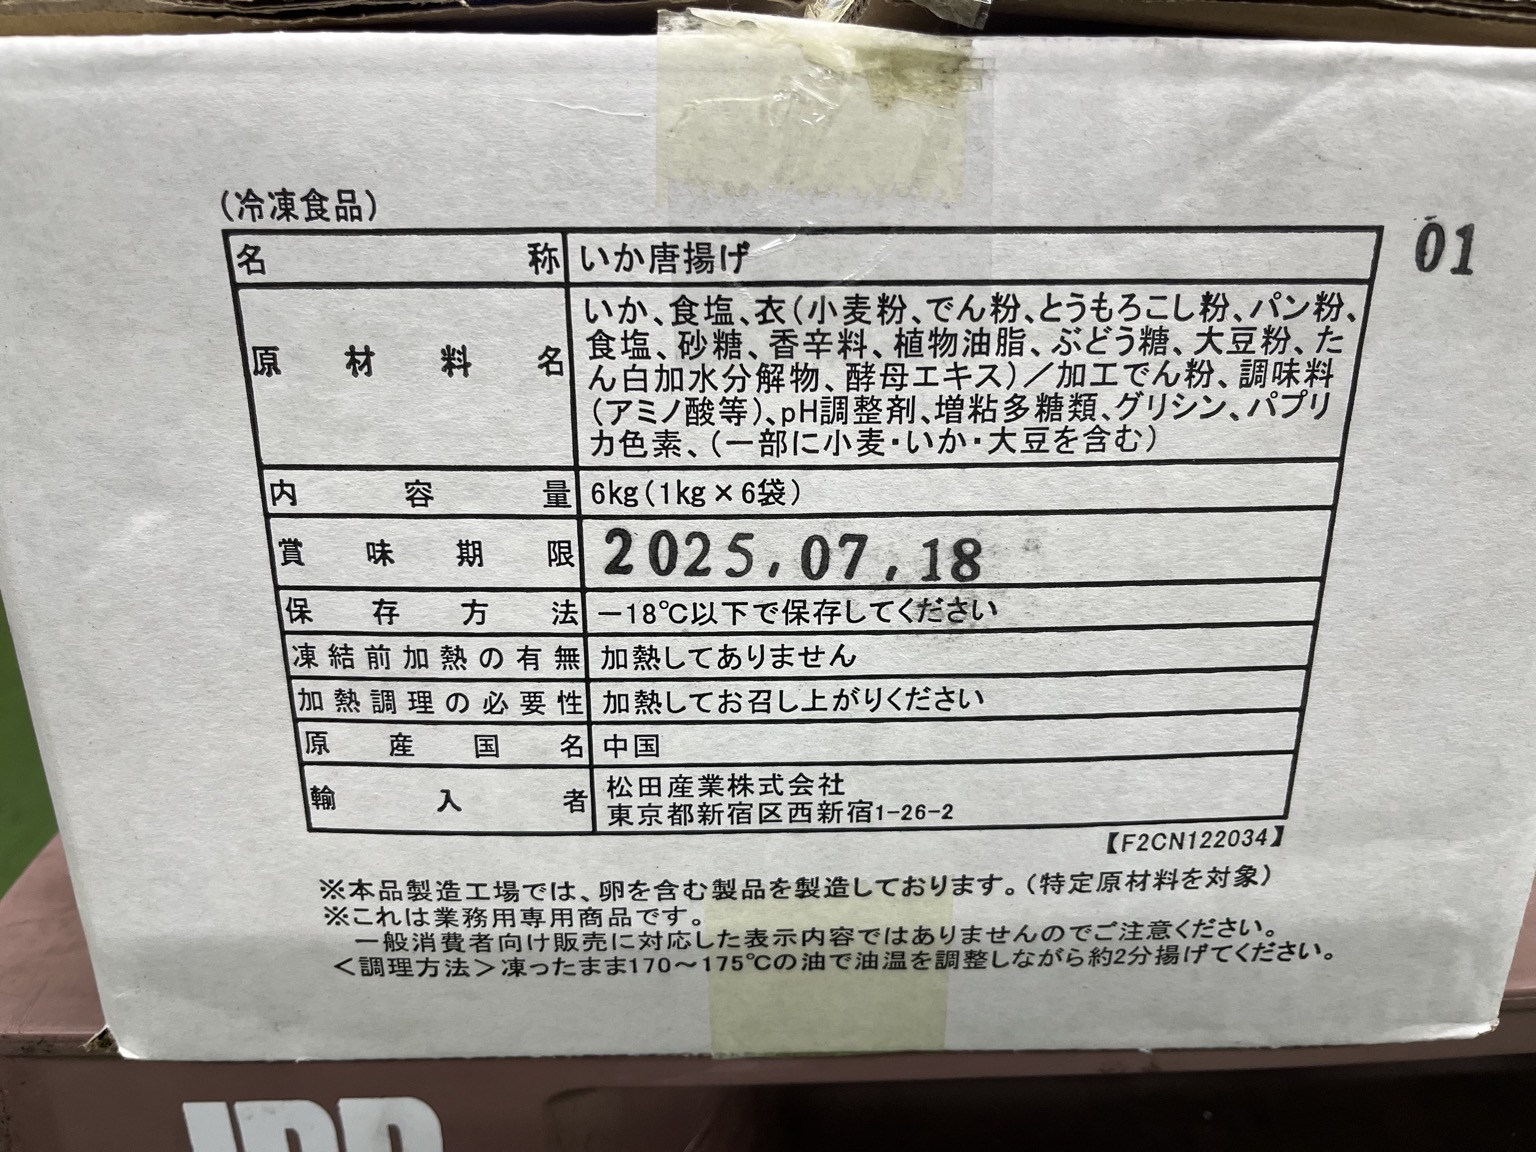 (冷凍食品)
01
名称 いか唐揚げ
原材料名 いか、食塩、衣(小麦粉、でん粉、とうもろこし粉、パン粉、
食塩、砂糖、香辛料、植物油脂、ぶどう糖、大豆粉、た
ん白加水分解物、酵母エキス)/加工でん粉、調味料
(アミノ酸等)、pH調整剤、増粘多糖類、グリシン、パプリ
カ色素、(一部に小麦・いか・大豆を含む)
内容量 6kg(1kg×6袋)
賞味期限 2025.07.18
保存方法 -18℃以下で保存してください
凍結前加熱の有無 加熱してありません
加熱調理の必要性 加熱してお召し上がりください
原産国名 中国
輸入者 松田産業株式会社
東京都新宿区西新宿1-26-2
【F2CN122034】
※本品製造工場では、卵を含む製品を製造しております。(特定原材料を対象)
※これは業務用専用商品です。
一般消費者向け販売に対応した表示内容ではありませんのでご注意ください。
<調理方法>凍ったまま170~175℃の油で油温を調整しながら約2分揚げてください。